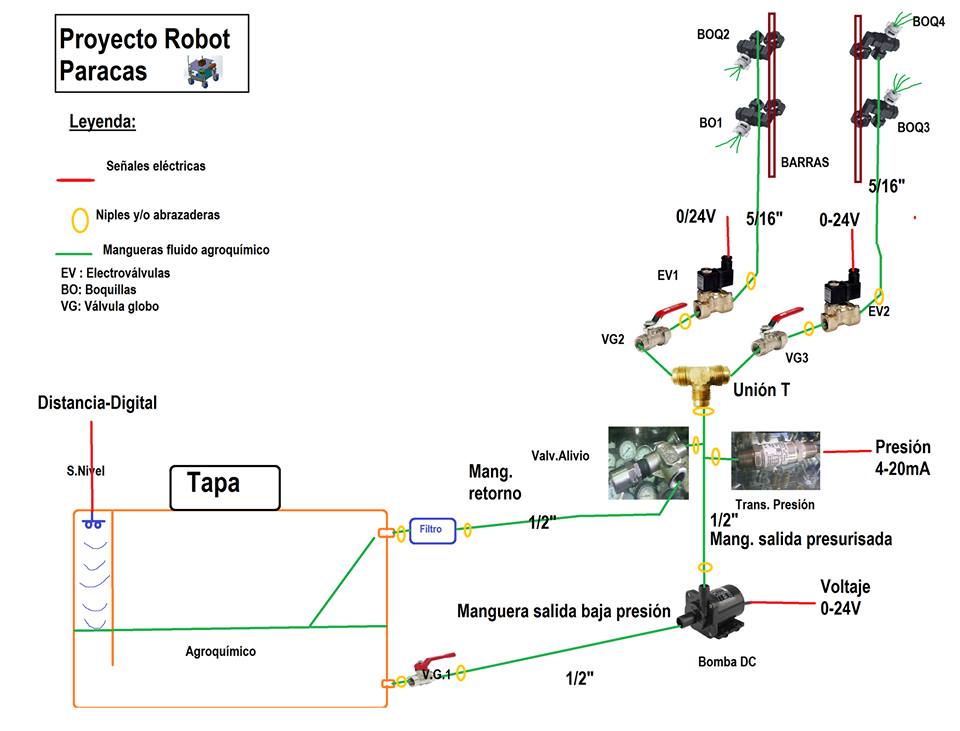 Proyecto Robot
Paracas
Leyenda:
Señales eléctricas
Niples y/o abrazaderas
Mangueras fluido agroquímico
EV : Electroválvulas
BO: Boquillas
VG: Válvula globo
BOQ2
BOQ4
BO1
BOQ3
BARRAS
5/16"
0/24V
5/16"
0-24V
EV1
EV2
VG2
VG3
Unión T
Distancia-Digital
S.Nivel
Tapa
Valv.Alivio
Presión
4-20mA
Mang.
retorno
Trans. Presión
1/2"
1/2"
Filtro
Mang. salida presurisada
Voltaje
0-24V
Manguera salida baja presión
Agroquímico
Bomba DC
V.G.1
1/2"